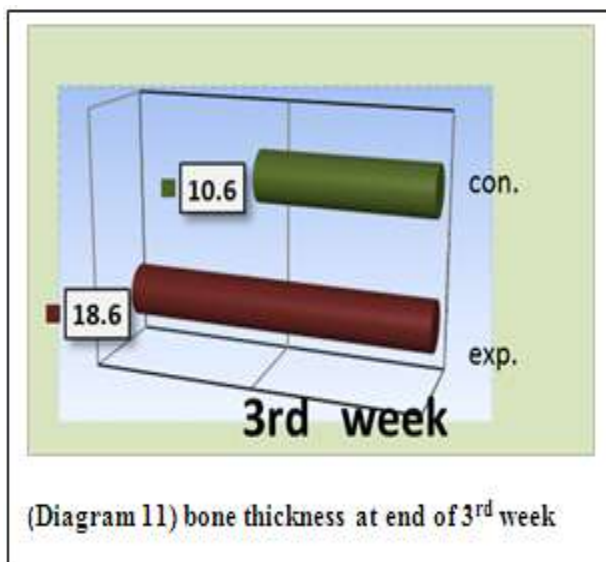 10.6
con.
18.6
exp.
3rd week
(Diagram 11) bone thickness at end of 3rd week